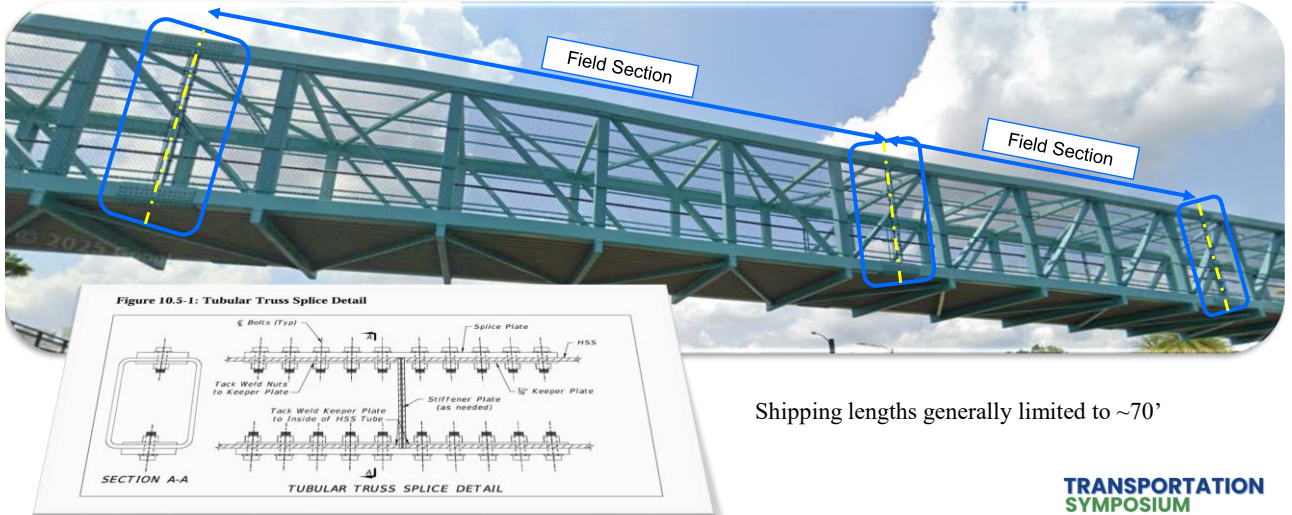 Field Section
Field Section
© 2025
Figure 10.5-1: Tubular Truss Splice Detail
℄ Bolts (Typ)
A
Splice Plate
HSS
Tack Weld Nuts
to Keeper Plate
Keeper Plate
Stiffener Plate
(as needed)
Tack Weld Keeper Plate
to Inside of HSS Tube
A
SECTION A-A
TUBULAR TRUSS SPLICE DETAIL
Shipping lengths generally limited to ~70’
TRANSPORTATION
SYMPOSIUM